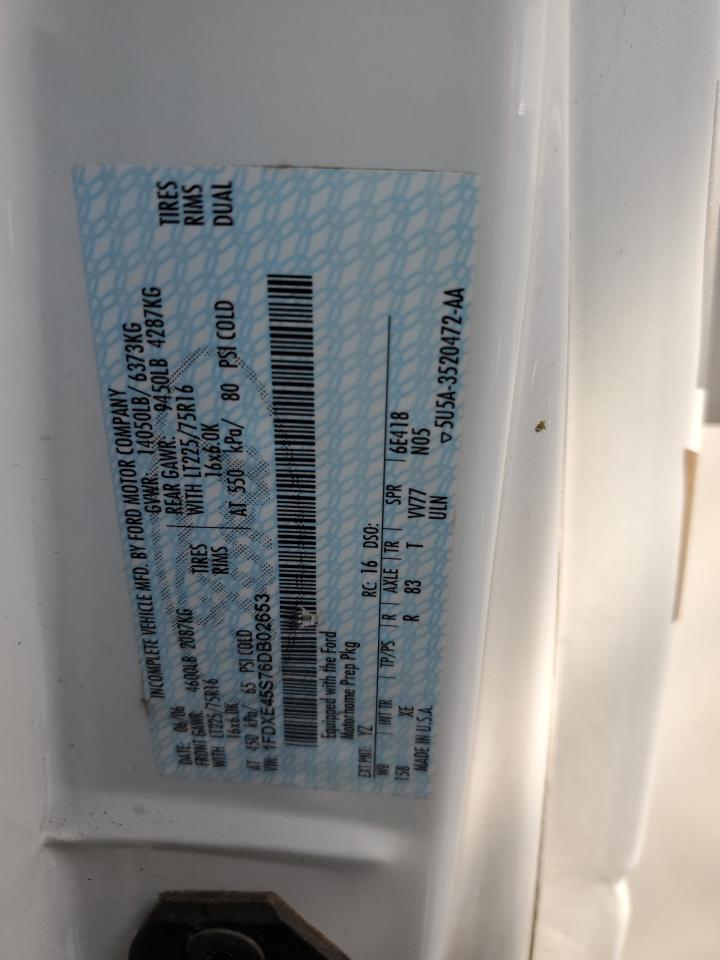 INCOMPLETE VEHICLE MFD. BY FORD MOTOR COMPANY
DATE: 06/06 GVWR: 14050LB/ 6373KG
FRONT GAWR: 4600LB 2087KG REAR GAWR: 9450LB 4287KG
WITH LT225/75R16 TIRES WITH LT225/75R16 TIRES
16x6.0K RIMS 16x6.0K RIMS
AT 450 kPa/ 65 PSI COLD AT 550 kPa/ 80 PSI COLD DUAL
VIN: 1FDXE45S76DB02653
Equipped with the Ford
Motorhome Prep Pkg
EXT PNT: YZ RC: 16 DSO:
WB INT TR TP/PS R AXLE TR SPR
158 XE R 83 T VV77 6E418
MADE IN U.S.A. ULN N05
▽5U5A-3520472-AA